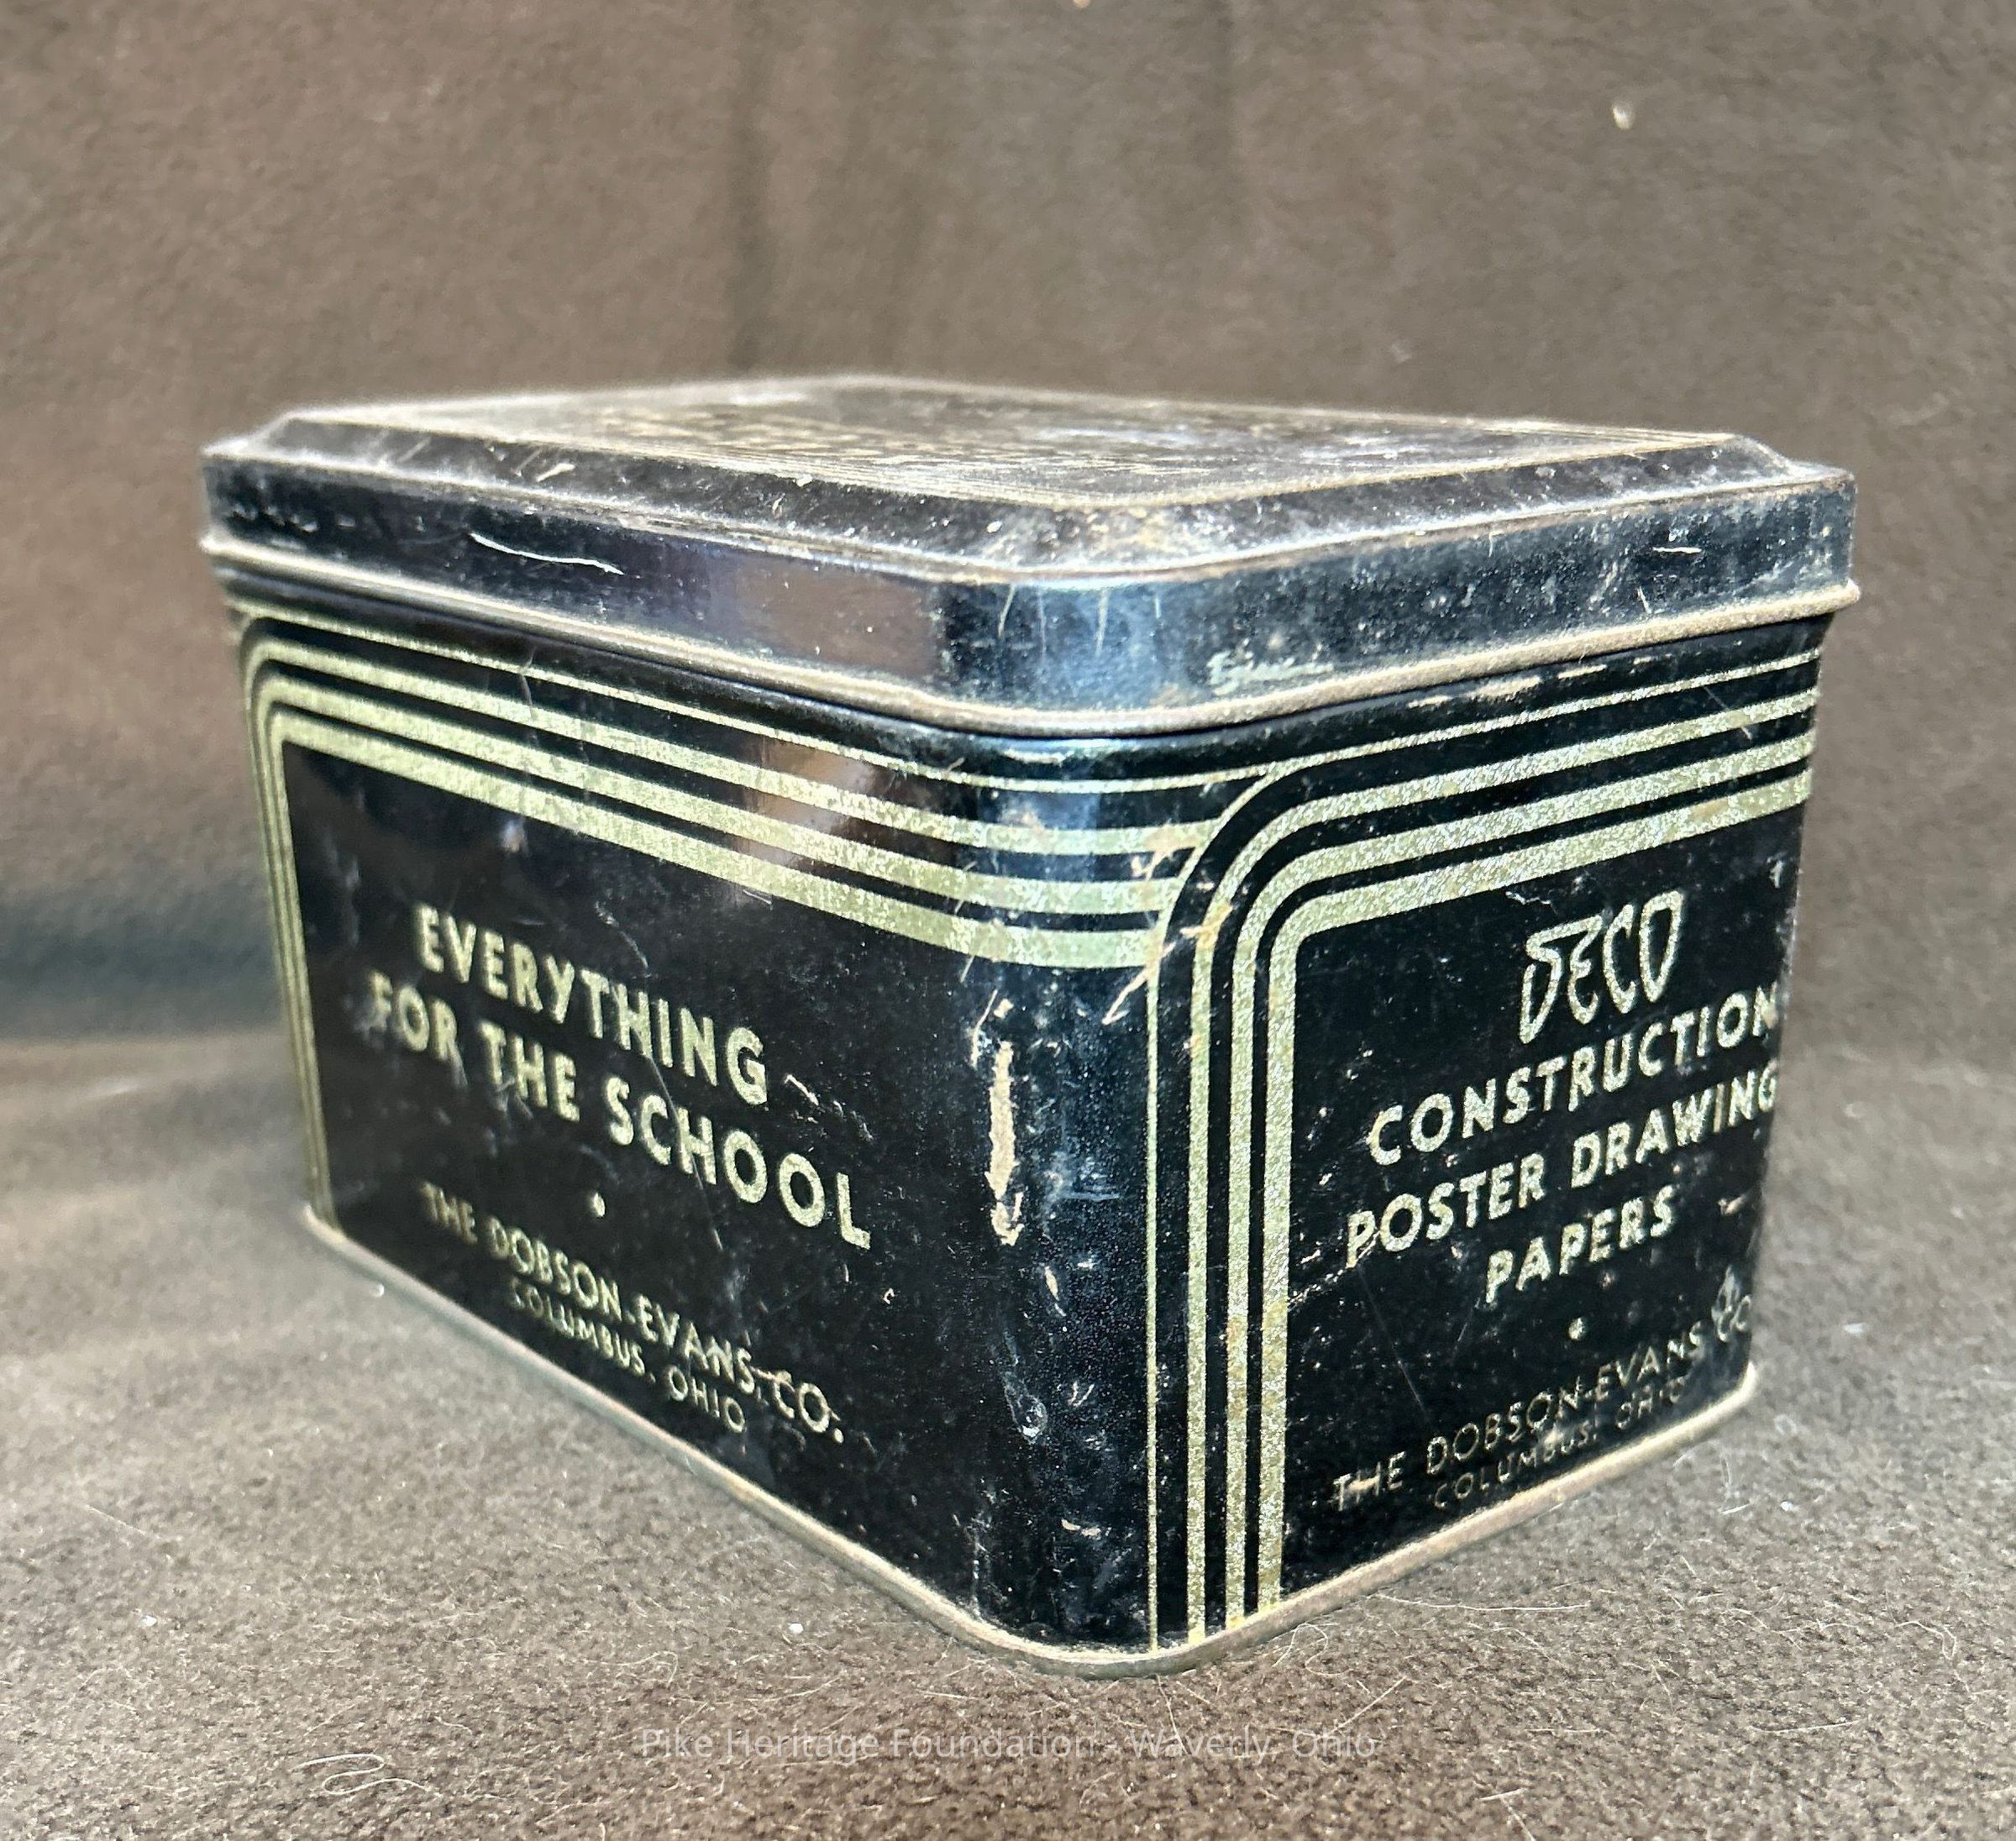 EVERYTHING
FOR THE SCHOOL
THE DOBSON-EVANS CO.
COLUMBUS, OHIO
DECO
CONSTRUCTION
POSTER DRAWING
PAPERS
THE DOBSON-EVANS CO
COLUMBUS, OHIO
Pike Heritage Foundation - Waverly, Ohio